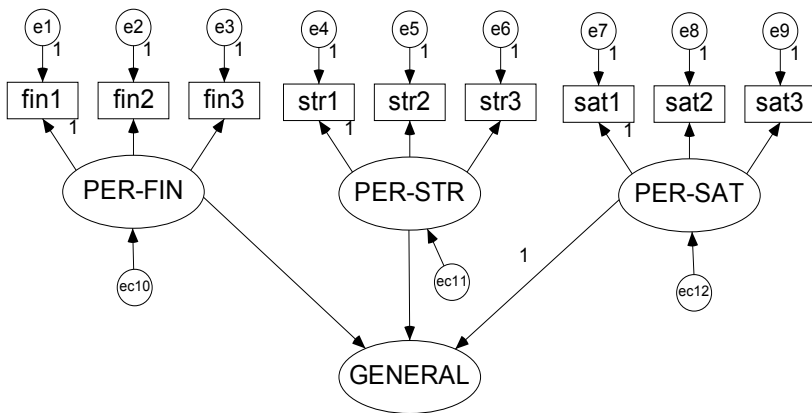 e1 e2 e3 e4 e5 e6 e7 e8 e9
1 1 1 1 1 1 1 1 1
fin1 fin2 fin3 str1 str2 str3 sat1 sat2 sat3
1 1 1
PER-FIN PER-STR PER-SAT
1
ec10 ec11 ec12
GENERAL